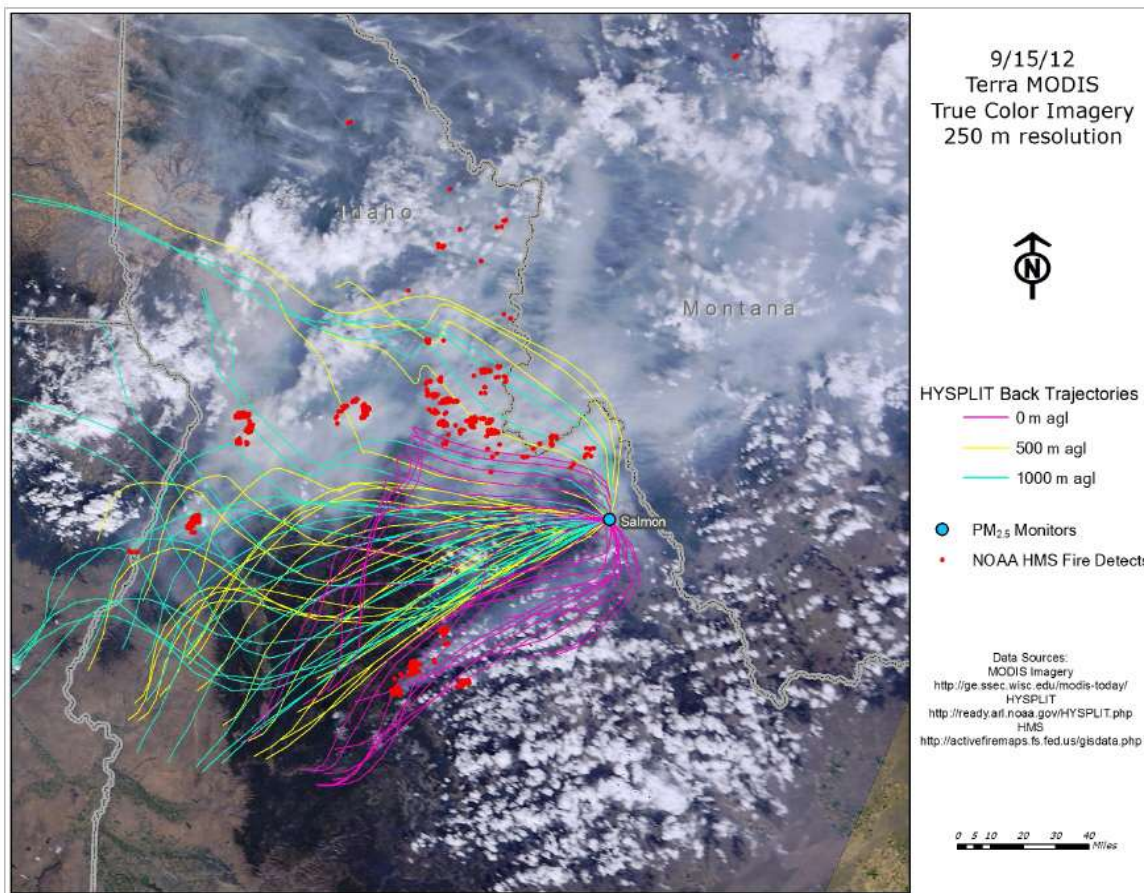 9/15/12
Terra MODIS
True Color Imagery
250 m resolution
Idaho
Montana
Salmon
N
HYSPLIT Back Trajectories
0 m agl
500 m agl
1000 m agl
PM2.5 Monitors
NOAA HMS Fire Detects
Data Sources:
MODIS Imagery
http://ge.ssec.wisc.edu/modis-today/
HYSPLIT
http://ready.arl.noaa.gov/HYSPLIT.php
HMS
http://activefiremaps.fs.fed.us/gisdata.php
0 5 10 20 30 40
Miles